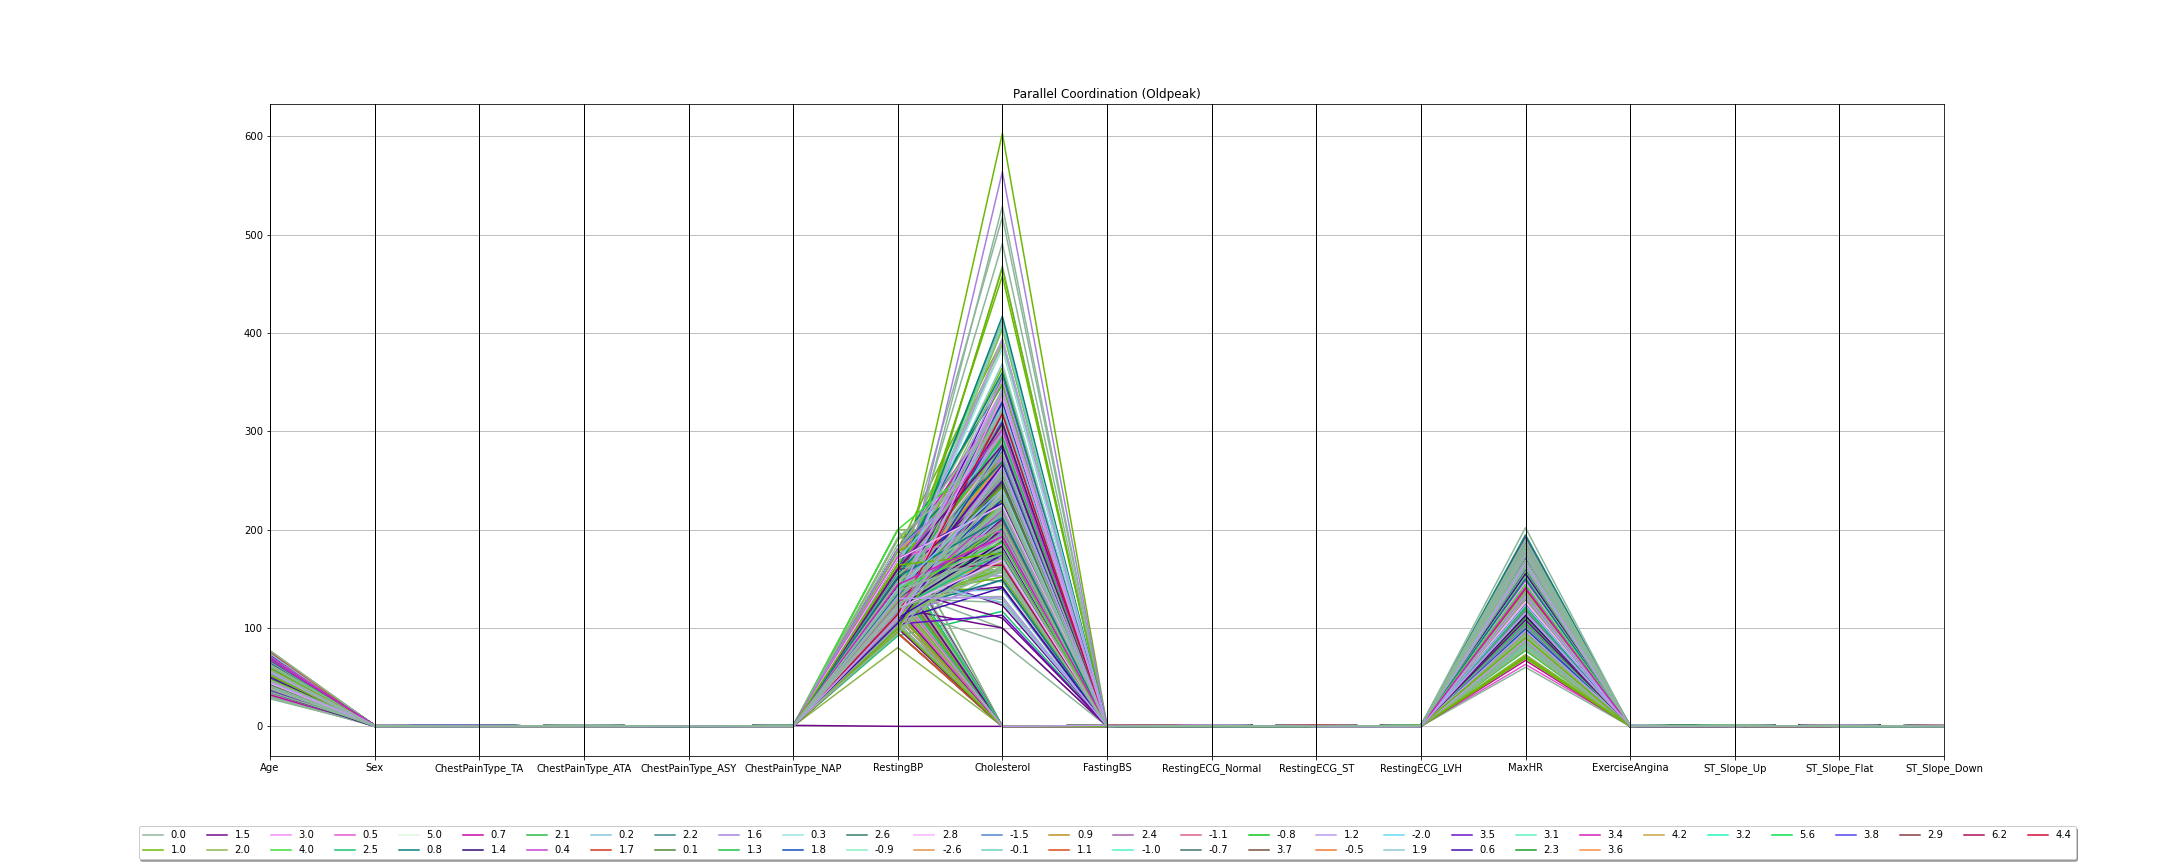 Parallel Coordination (Oldpeak)
600
500
400
300
200
100
0
Age Sex ChestPainType_TA ChestPainType_ATA ChestPainType_ASY ChestPainType_NAP RestingBP Cholesterol FastingBS RestingECG_Normal RestingECG_ST RestingECG_LVH MaxHR ExerciseAngina ST_Slope_Up ST_Slope_Flat ST_Slope_Down
0.0 1.5 3.0 0.5 5.0 0.7 2.1 0.2 2.2 1.6 0.3 2.6 2.8 -1.5 0.9 2.4 -1.1 -0.8 1.2 -2.0 3.5 3.1 3.4 4.2 3.2 5.6 3.8 2.9 6.2 4.4
1.0 2.0 4.0 2.5 0.8 1.4 0.4 1.7 0.1 1.3 1.8 -0.9 -2.6 -0.1 1.1 -1.0 -0.7 3.7 -0.5 1.9 0.6 2.3 3.6